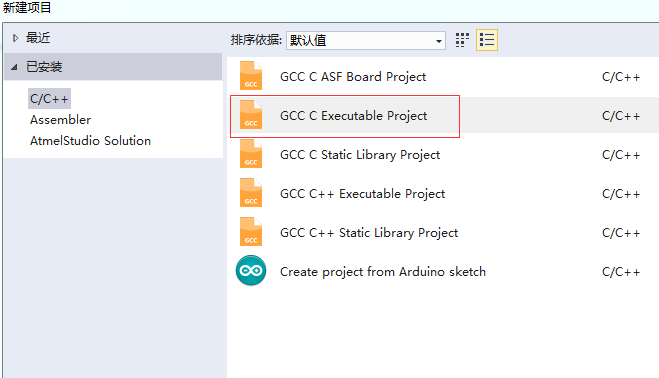 新建项目
最近
已安装
C/C++
Assembler
AtmelStudio Solution
排序依据: 默认值
GCC GCC C ASF Board Project C/C++
GCC GCC C Executable Project C/C++
GCC GCC C Static Library Project C/C++
GCC GCC C++ Executable Project C/C++
GCC GCC C++ Static Library Project C/C++
Create project from Arduino sketch C/C++